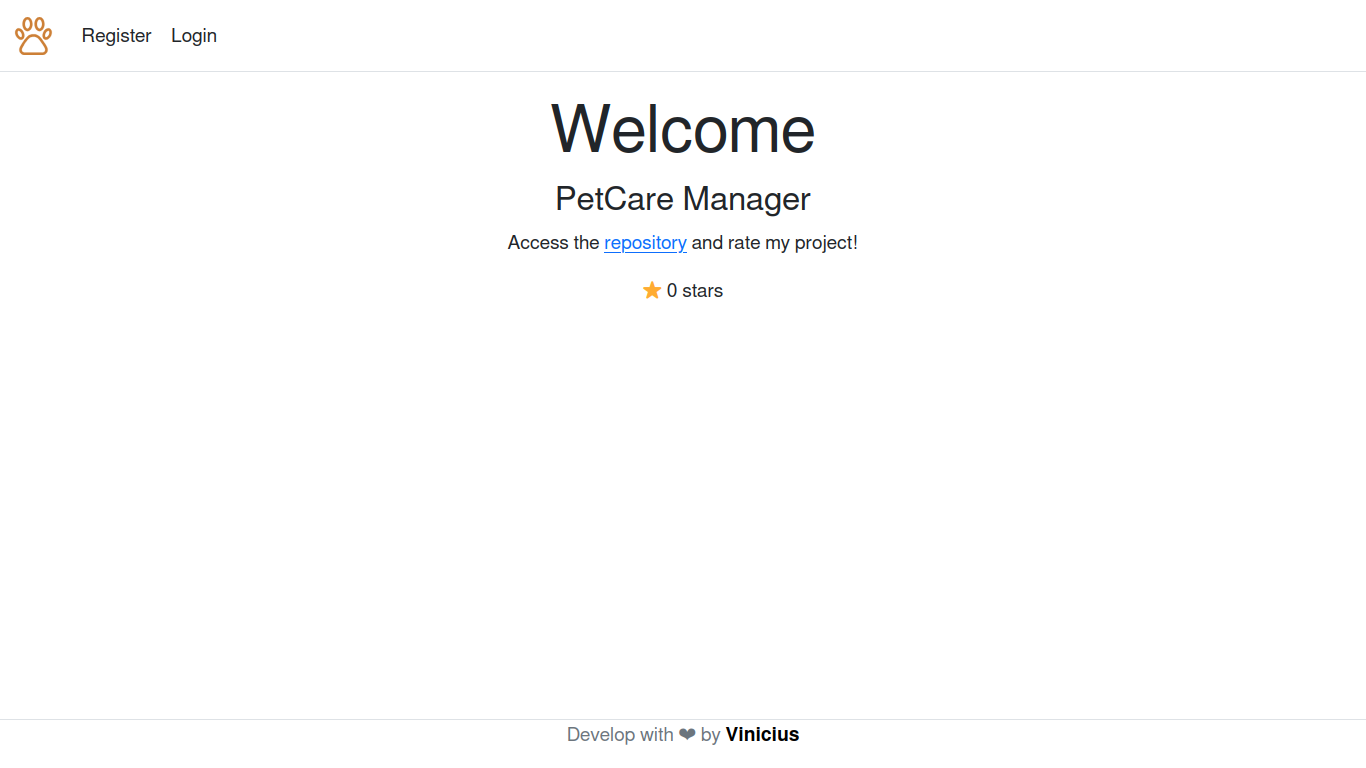 Register Login
Welcome
PetCare Manager
Access the repository and rate my project!
⭐ 0 stars
Develop with ❤ by Vinicius